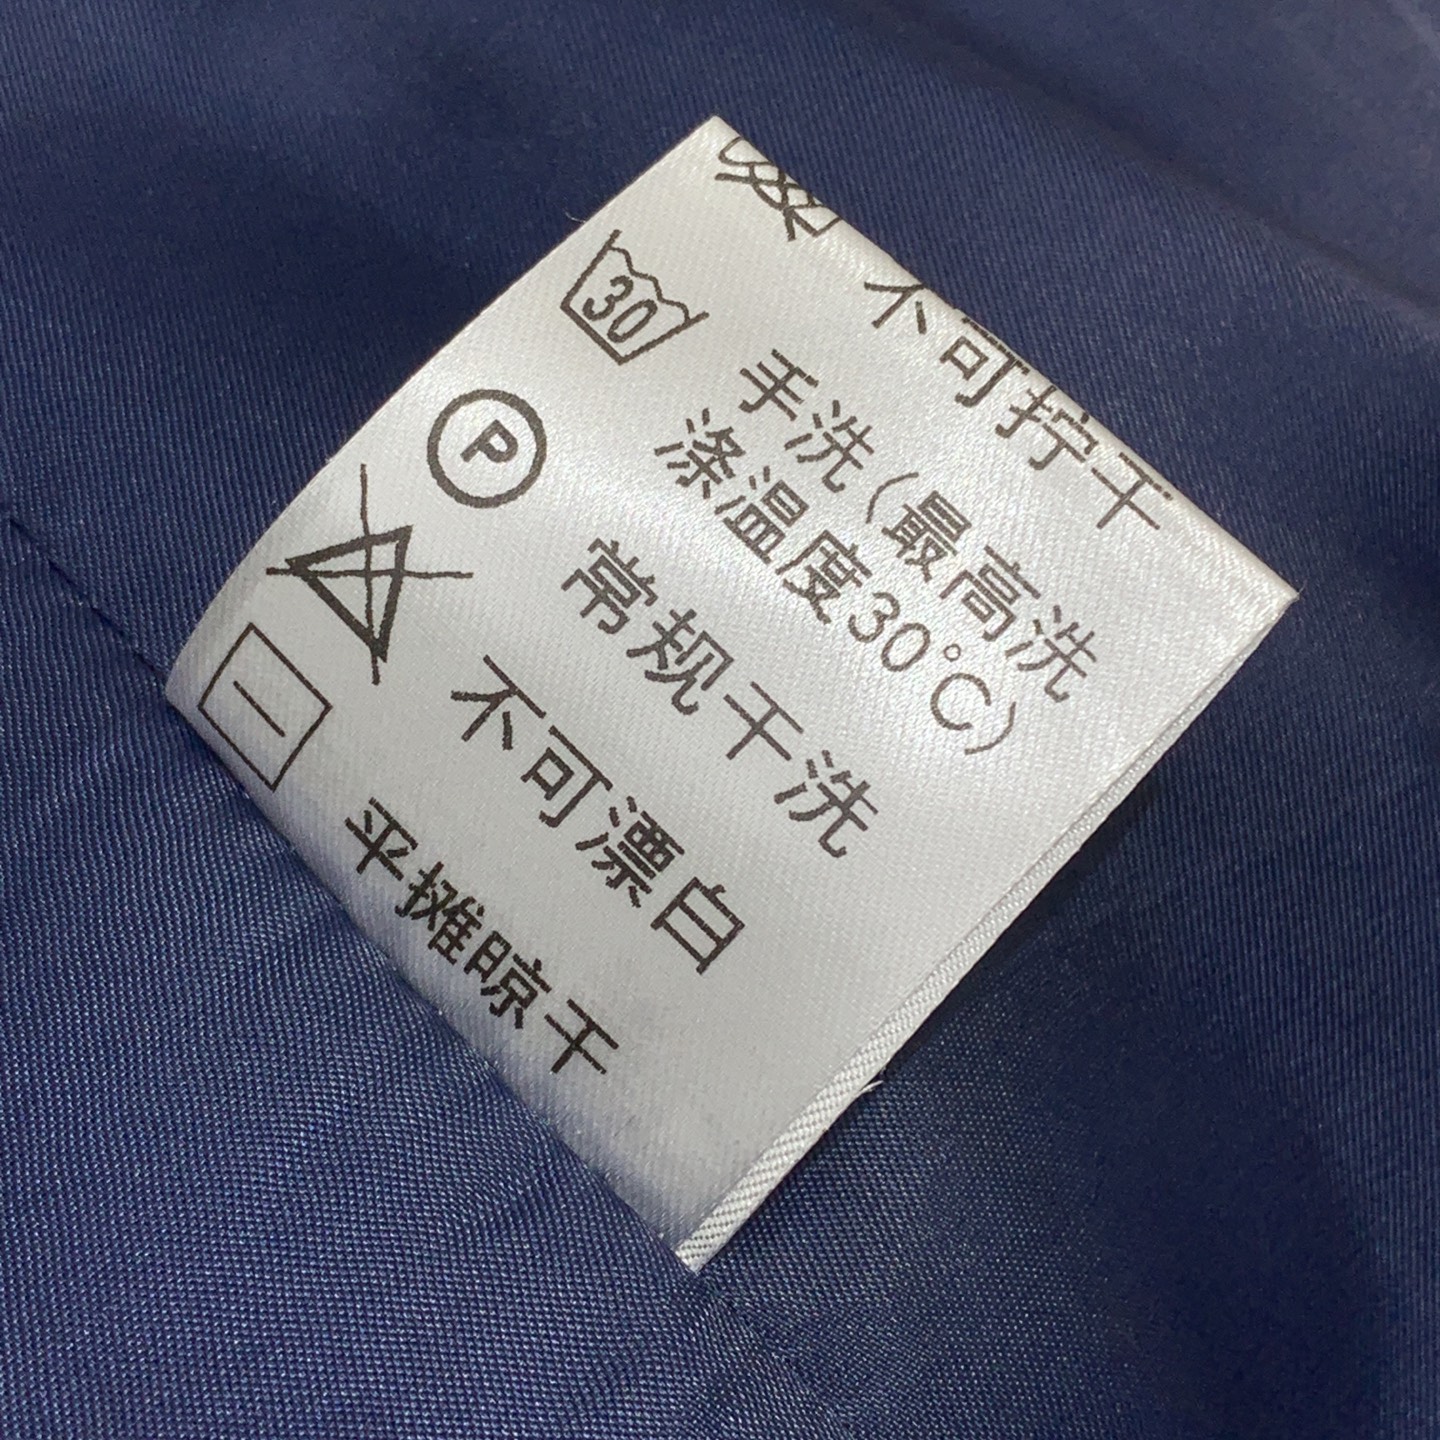 不可拧干
30
手洗(最高洗
涤温度30℃)
P
常规干洗
不可漂白
平摊晾干